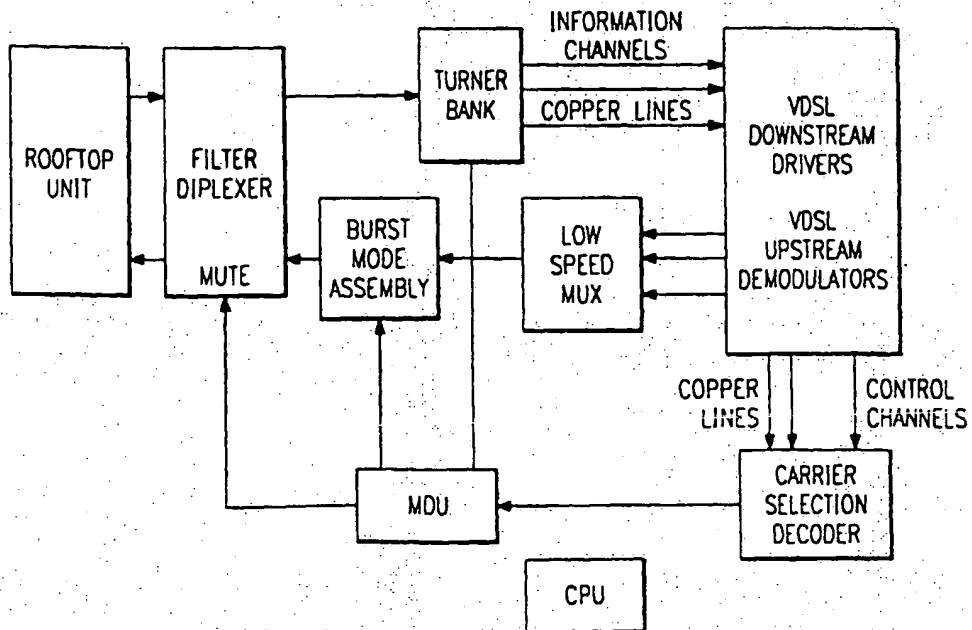 INFORMATION
CHANNELS
TURNER
BANK
COPPER LINES
ROOFTOP
UNIT
FILTER
DIPLEXER
MUTE
VDSL
DOWNSTREAM
DRIVERS
VDSL
UPSTREAM
DEMODULATORS
BURST
MODE
ASSEMBLY
LOW
SPEED
MUX
COPPER
LINES
CONTROL
CHANNELS
MDU
CARRIER
SELECTION
DECODER
CPU